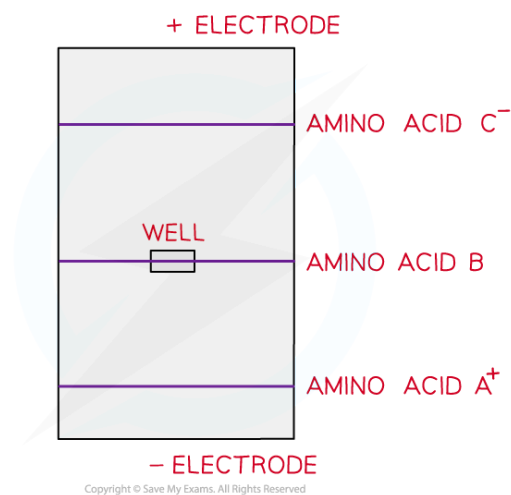 + ELECTRODE
AMINO ACID C⁻
WELL
AMINO ACID B
AMINO ACID A⁺
− ELECTRODE
Copyright © Save My Exams. All Rights Reserved